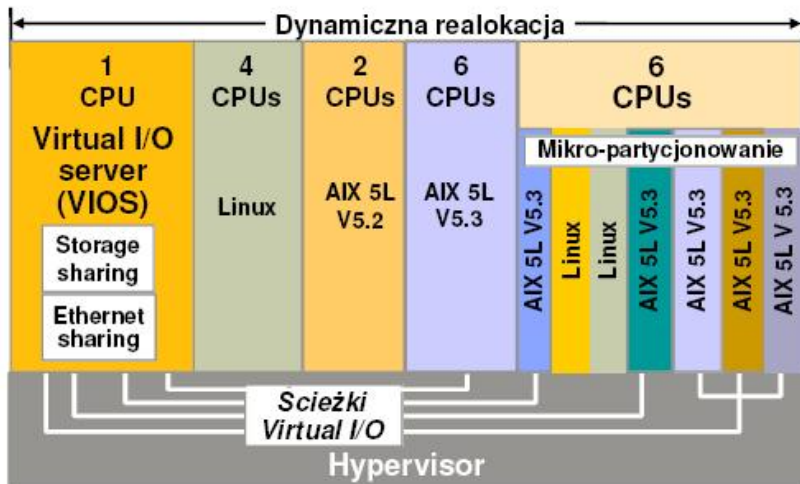 Dynamiczna realokacja
1
CPU
Virtual I/O
server
(VIOS)
Storage
sharing
Ethernet
sharing
4
CPUs
Linux
2
CPUs
AIX 5L
V5.2
6
CPUs
AIX 5L
V5.3
6
CPUs
Mikro-partycjonowanie
AIX 5L V5.3
Linux
Linux
AIX 5L V5.3
AIX 5L V5.3
AIX 5L V5.3
AIX 5L V 5.3
Scieżki
Virtual I/O
Hypervisor